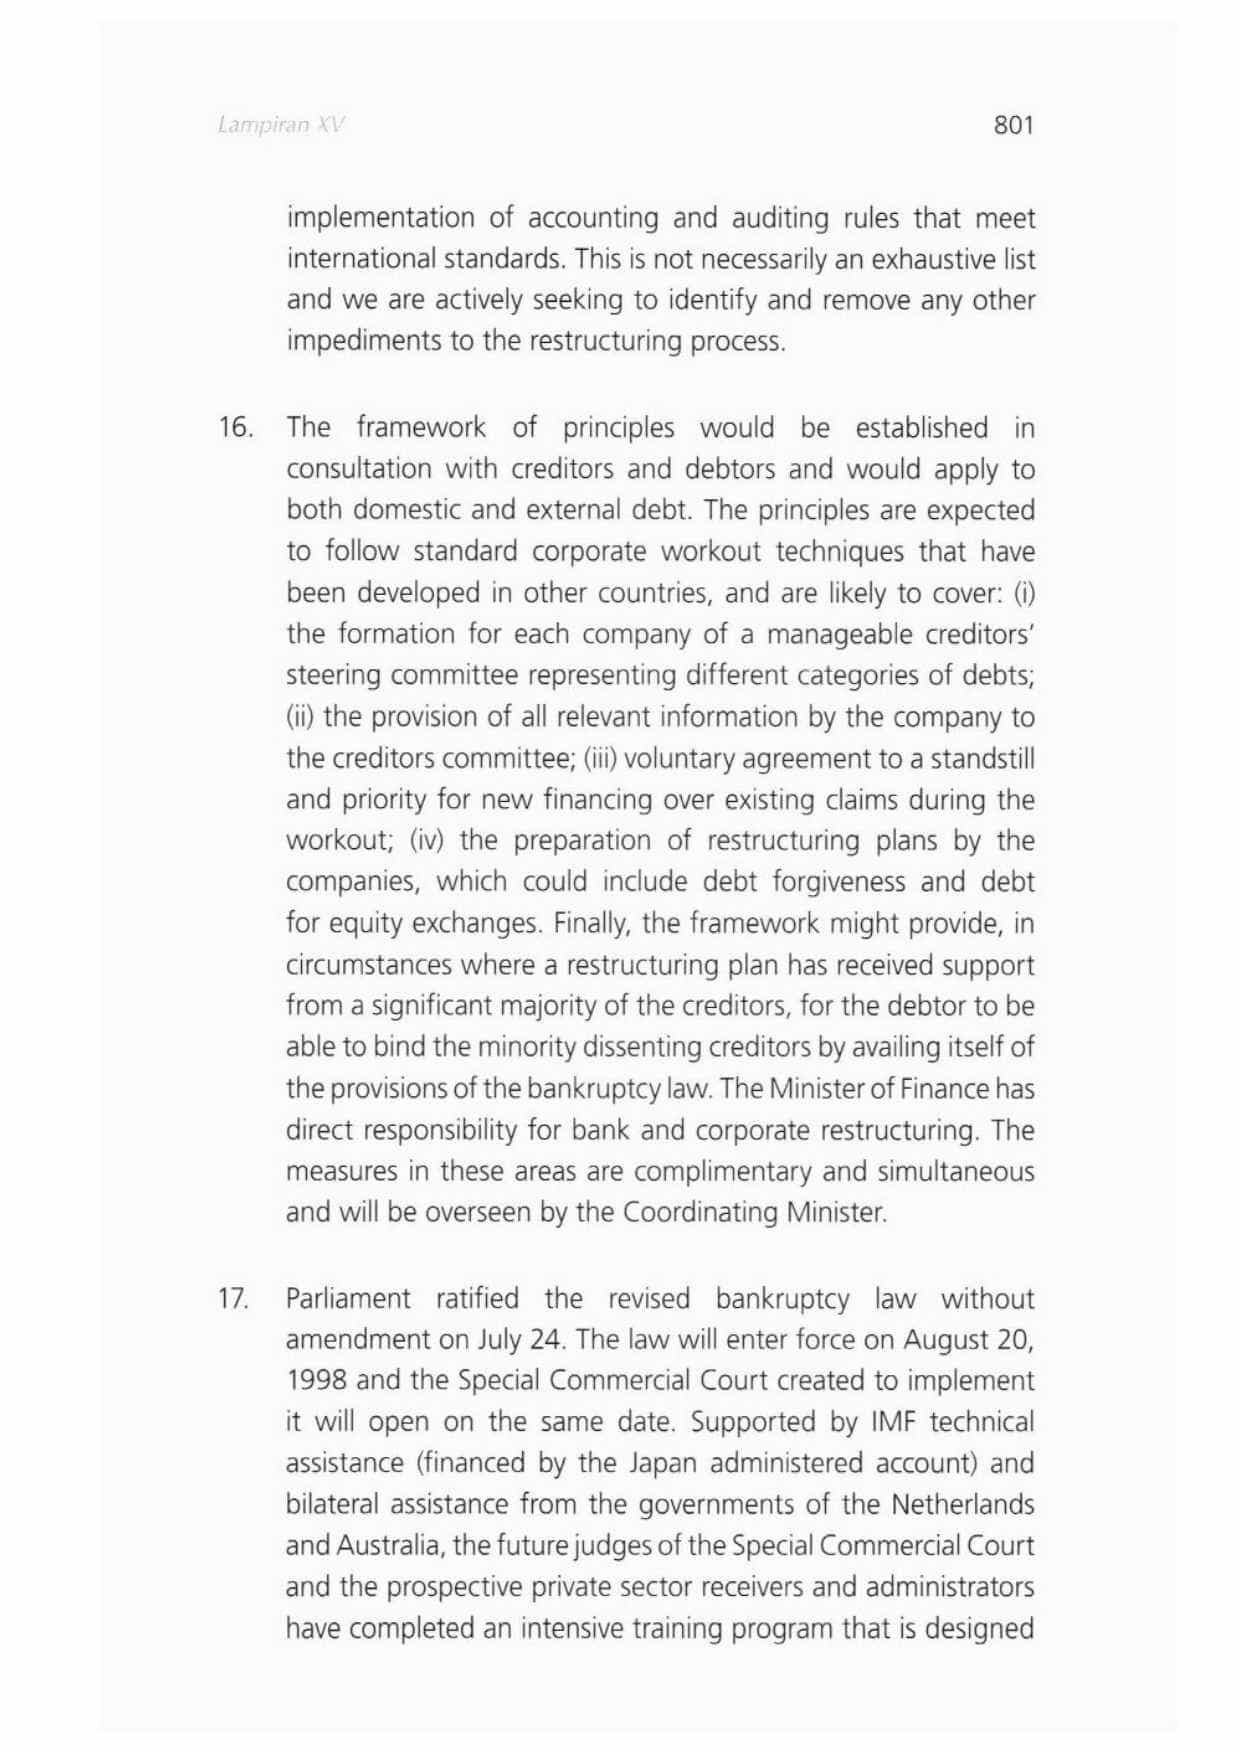 Lampiran XV
801
implementation of accounting and auditing rules that meet
international standards. This is not necessarily an exhaustive list
and we are actively seeking to identify and remove any other
impediments to the restructuring process.
16. The framework of principles would be established in
consultation with creditors and debtors and would apply to
both domestic and external debt. The principles are expected
to follow standard corporate workout techniques that have
been developed in other countries, and are likely to cover: (i)
the formation for each company of a manageable creditors'
steering committee representing different categories of debts;
(ii) the provision of all relevant information by the company to
the creditors committee; (iii) voluntary agreement to a standstill
and priority for new financing over existing claims during the
workout; (iv) the preparation of restructuring plans by the
companies, which could include debt forgiveness and debt
for equity exchanges. Finally, the framework might provide, in
circumstances where a restructuring plan has received support
from a significant majority of the creditors, for the debtor to be
able to bind the minority dissenting creditors by availing itself of
the provisions of the bankruptcy law. The Minister of Finance has
direct responsibility for bank and corporate restructuring. The
measures in these areas are complimentary and simultaneous
and will be overseen by the Coordinating Minister.
17. Parliament ratified the revised bankruptcy law without
amendment on July 24. The law will enter force on August 20,
1998 and the Special Commercial Court created to implement
it will open on the same date. Supported by IMF technical
assistance (financed by the Japan administered account) and
bilateral assistance from the governments of the Netherlands
and Australia, the future judges of the Special Commercial Court
and the prospective private sector receivers and administrators
have completed an intensive training program that is designed